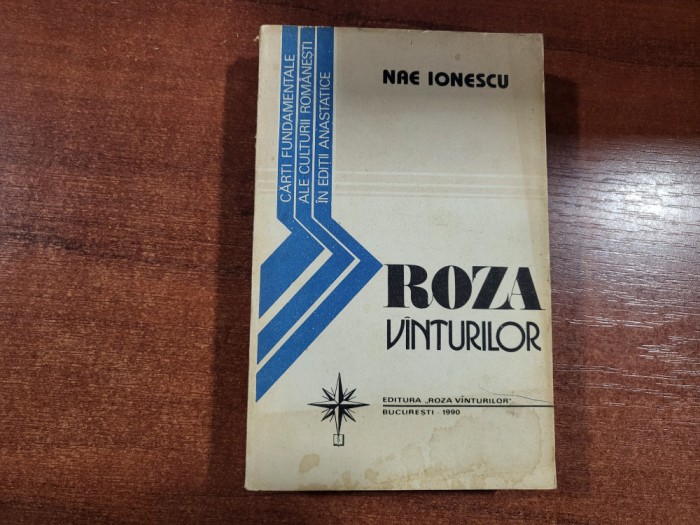 CĂRȚI FUNDAMENTALE
ALE CULTURII ROMÂNEȘTI
ÎN EDIȚII ANASTATICE
NAE IONESCU
ROZA
VÎNTURILOR
EDITURA „ROZA VÎNTURILOR"
BUCUREȘTI - 1990